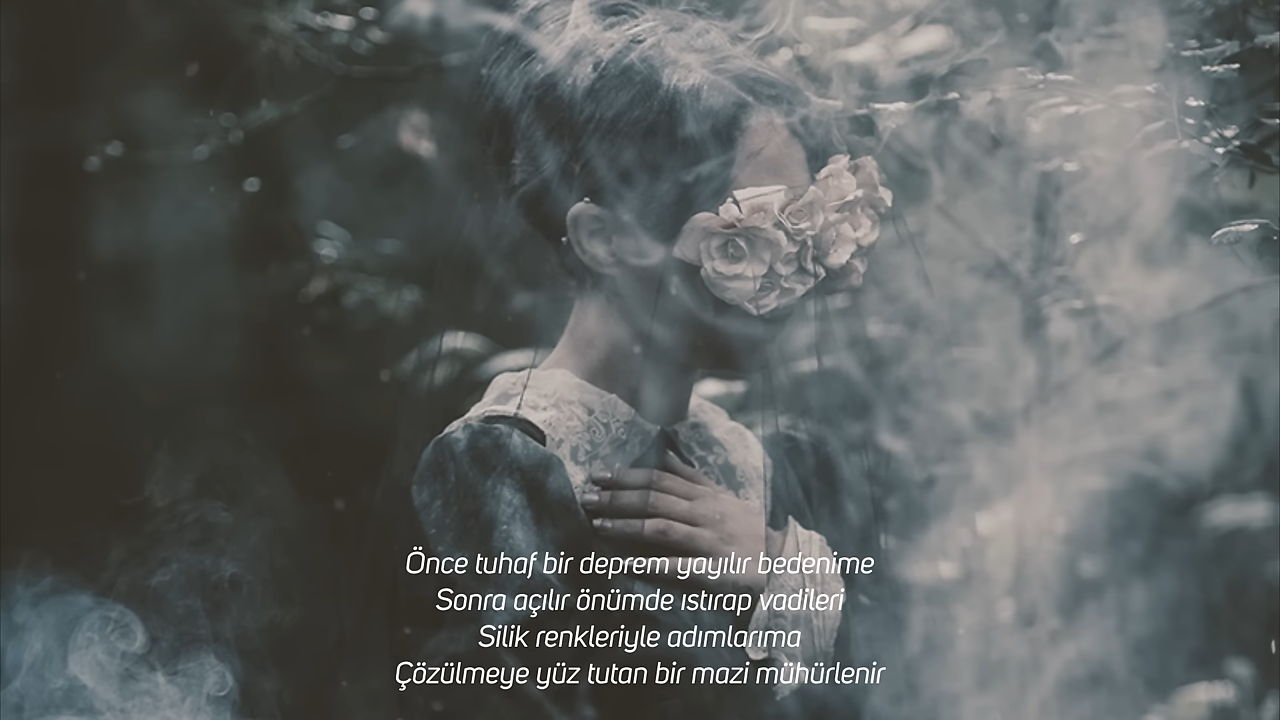 Önce tuhaf bir deprem yayılır bedenime
Sonra açılır önümde ıstırap vadileri
Silik renkleriyle adımlarıma
Çözülmeye yüz tutan bir mazi mühürlenir